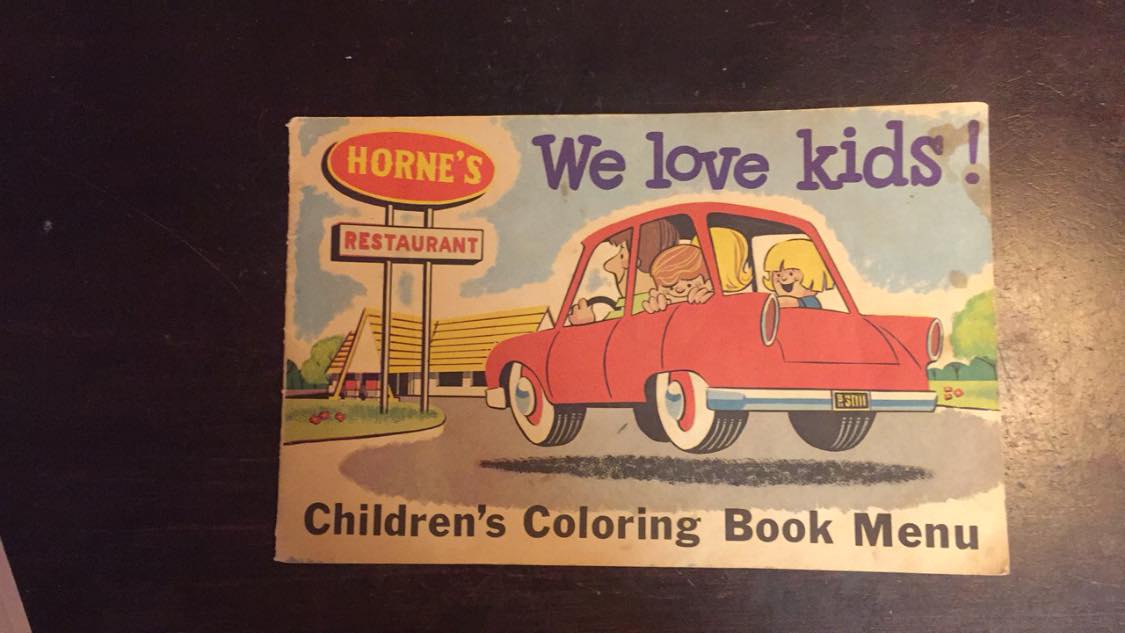 HORNE'S
We love kids!
RESTAURANT
Children's Coloring Book Menu